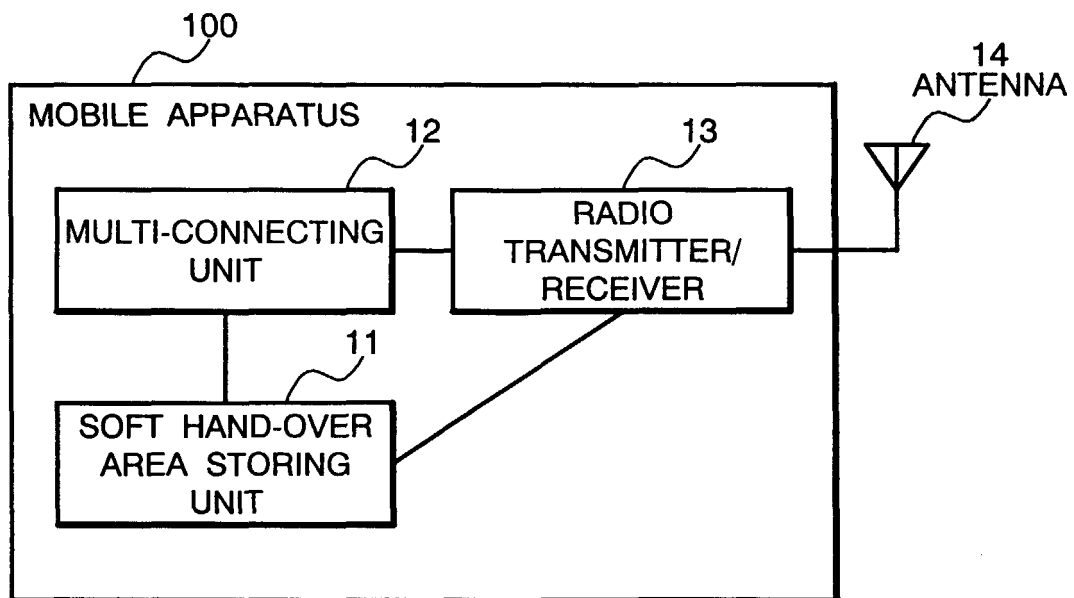 100
14
ANTENNA
MOBILE APPARATUS
12
13
MULTI-CONNECTING
UNIT
RADIO
TRANSMITTER/
RECEIVER
11
SOFT HAND-OVER
AREA STORING
UNIT